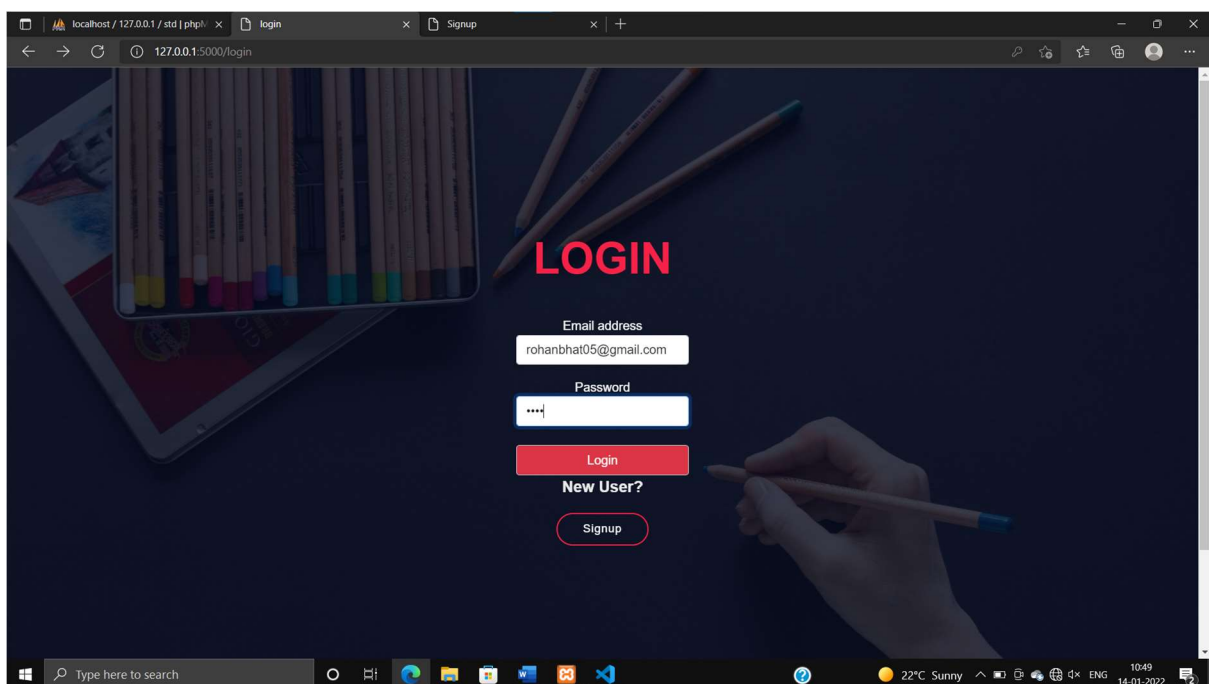 localhost / 127.0.0.1 / std | phpM
login
Signup
127.0.0.1:5000/login
LOGIN
Email address
rohanbhat05@gmail.com
Password
••••
Login
New User?
Signup
Type here to search
22°C Sunny
ENG
10:49
14-01-2022
2